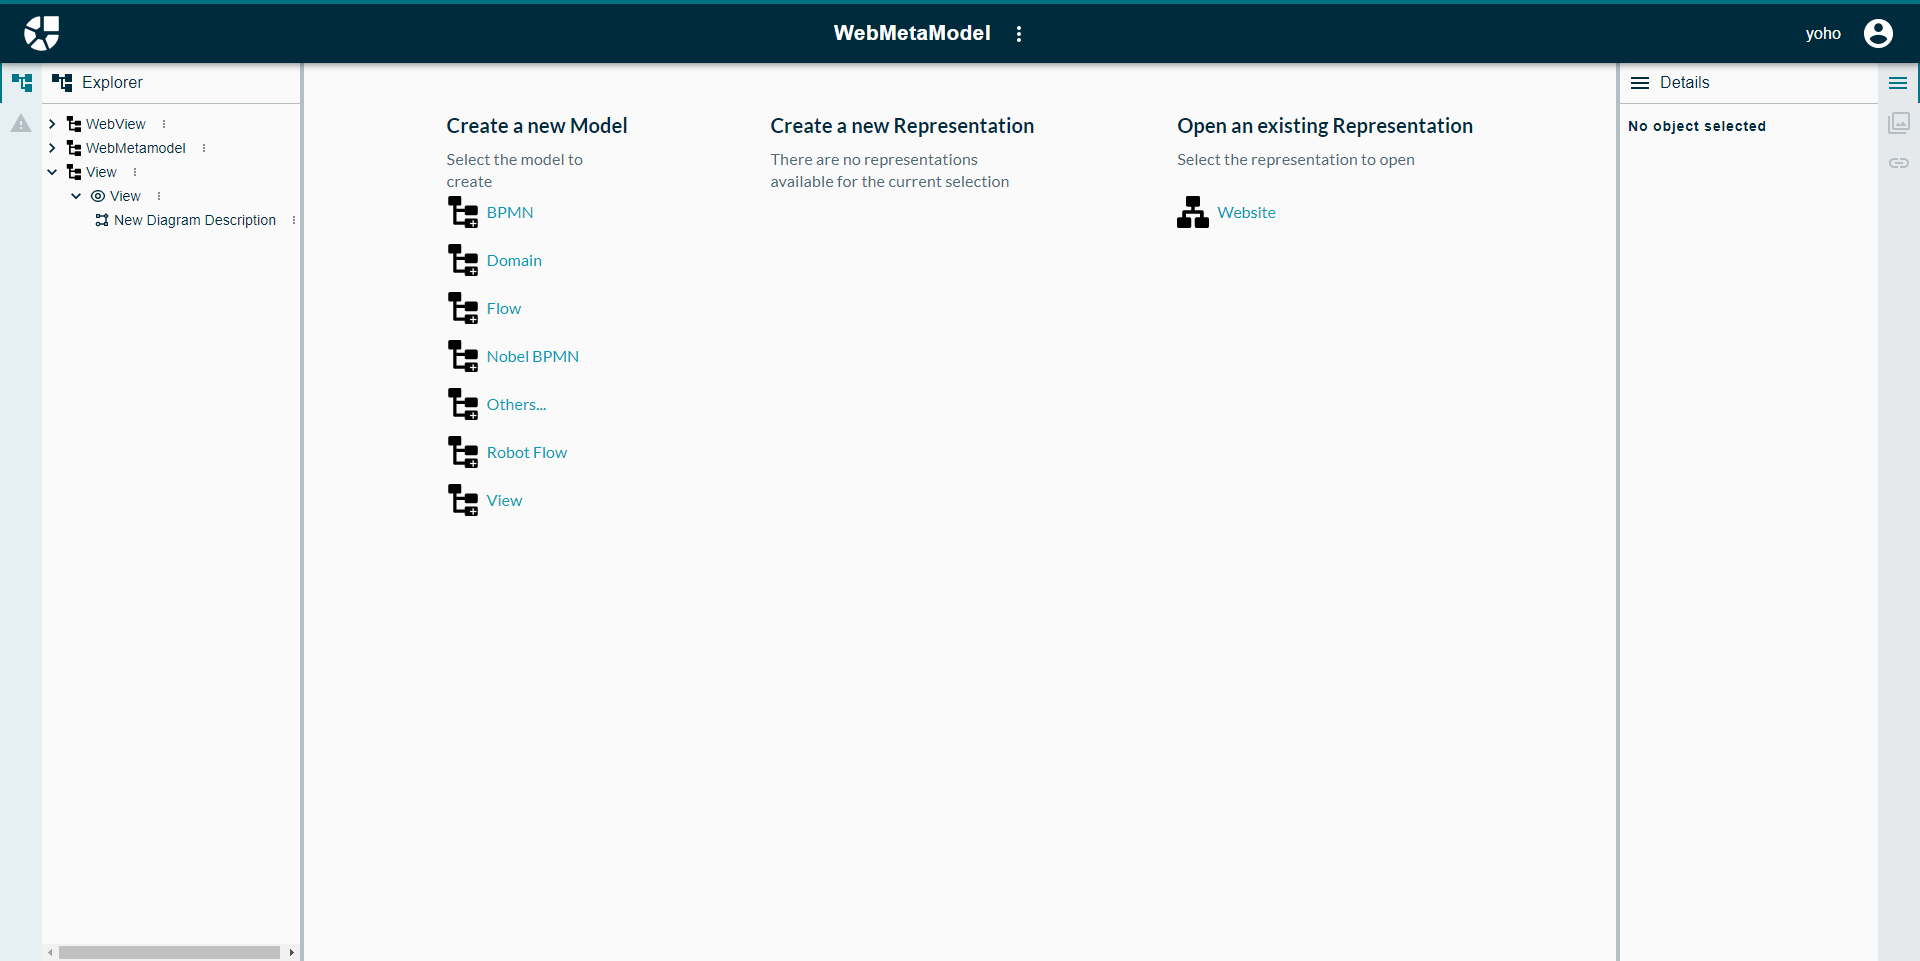 WebMetaModel
yoho
Explorer
WebView
WebMetamodel
View
View
New Diagram Description
Create a new Model
Select the model to
create
BPMN
Domain
Flow
Nobel BPMN
Others...
Robot Flow
View
Create a new Representation
There are no representations
available for the current selection
Open an existing Representation
Select the representation to open
Website
Details
No object selected